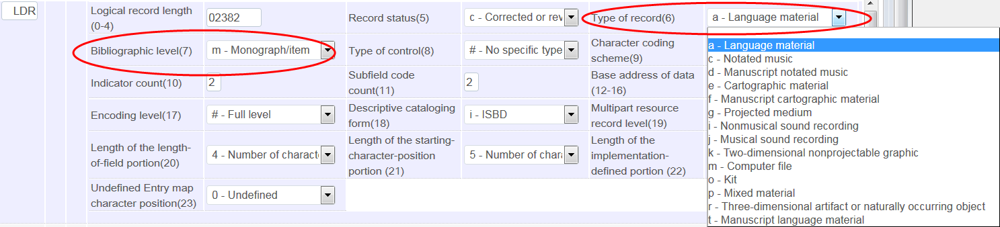 LDR
Logical record length
(0-4)
02382
Record status(5)
c - Corrected or rev
Type of record(6)
a - Language material
Bibliographic level(7)
m - Monograph/item
Type of control(8)
# - No specific type
Character coding
scheme(9)
Indicator count(10)
2
Subfield code
count(11)
2
Base address of data
(12-16)
Encoding level(17)
# - Full level
Descriptive cataloging
form(18)
i - ISBD
Multipart resource
record level(19)
Length of the length-
of-field portion(20)
4 - Number of characte
Length of the starting-
character-position
portion (21)
5 - Number of chara
Length of the
implementation-
defined portion (22)
Undefined Entry map
character position(23)
0 - Undefined
a - Language material
c - Notated music
d - Manuscript notated music
e - Cartographic material
f - Manuscript cartographic material
g - Projected medium
i - Nonmusical sound recording
j - Musical sound recording
k - Two-dimensional nonprojectable graphic
m - Computer file
o - Kit
p - Mixed material
r - Three-dimensional artifact or naturally occurring object
t - Manuscript language material